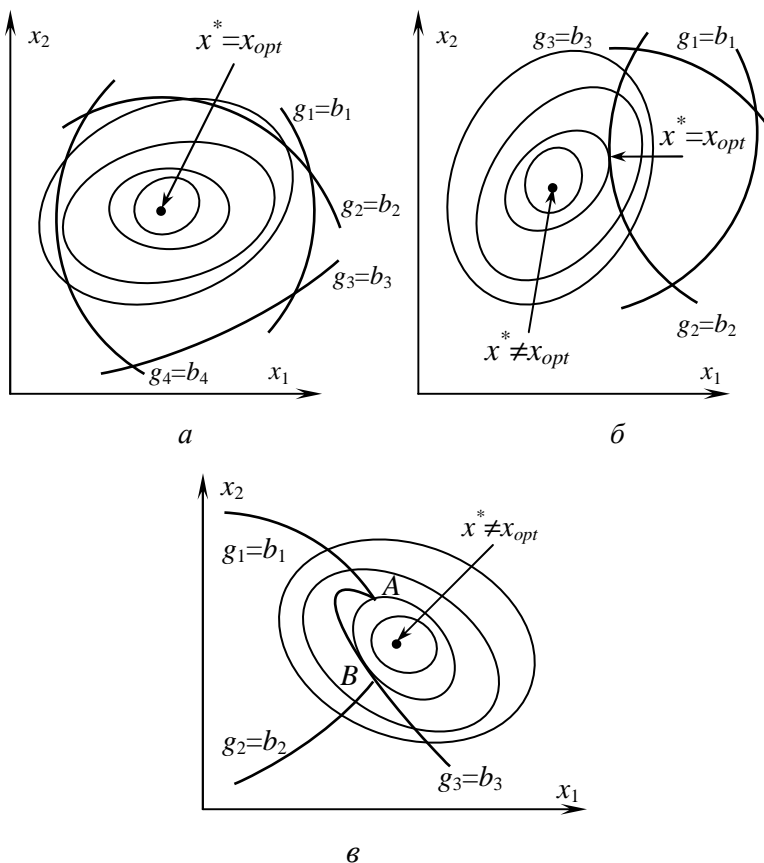 x₂
x*=xₒₚₜ
g₁=b₁
g₂=b₂
g₃=b₃
g₄=b₄
x₁
а
x₂
g₃=b₃
g₁=b₁
x*=xₒₚₜ
g₂=b₂
x*≠xₒₚₜ
x₁
б
x₂
x*≠xₒₚₜ
g₁=b₁
A
B
g₂=b₂
g₃=b₃
x₁
в